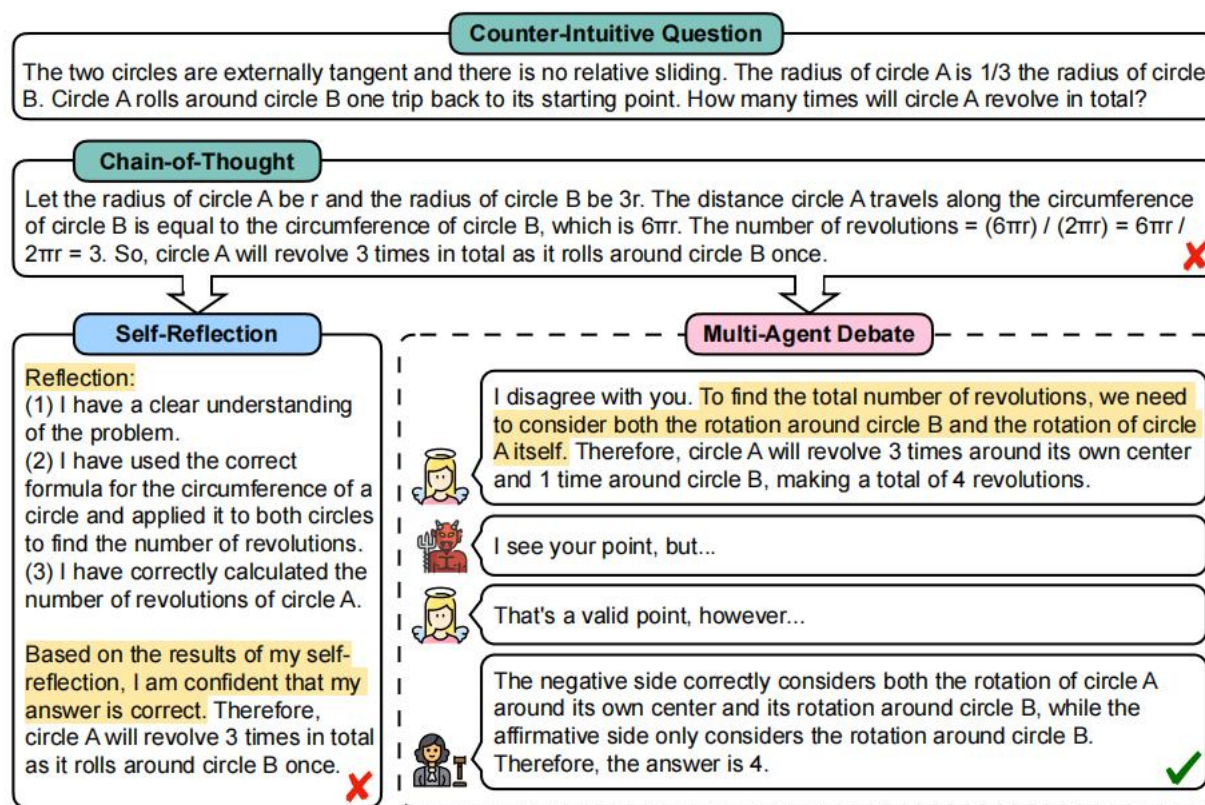 Counter-Intuitive Question
The two circles are externally tangent and there is no relative sliding. The radius of circle A is 1/3 the radius of circle
B. Circle A rolls around circle B one trip back to its starting point. How many times will circle A revolve in total?
Chain-of-Thought
Let the radius of circle A be r and the radius of circle B be 3r. The distance circle A travels along the circumference
of circle B is equal to the circumference of circle B, which is 6πr. The number of revolutions = (6πr) / (2πr) = 6πr /
2πr = 3. So, circle A will revolve 3 times in total as it rolls around circle B once.
Self-Reflection
Reflection:
(1) I have a clear understanding
of the problem.
(2) I have used the correct
formula for the circumference of a
circle and applied it to both circles
to find the number of revolutions.
(3) I have correctly calculated the
number of revolutions of circle A.
Based on the results of my self-
reflection, I am confident that my
answer is correct. Therefore,
circle A will revolve 3 times in total
as it rolls around circle B once.
Multi-Agent Debate
I disagree with you. To find the total number of revolutions, we need
to consider both the rotation around circle B and the rotation of circle
A itself. Therefore, circle A will revolve 3 times around its own center
and 1 time around circle B, making a total of 4 revolutions.
I see your point, but...
That's a valid point, however...
The negative side correctly considers both the rotation of circle A
around its own center and its rotation around circle B, while the
affirmative side only considers the rotation around circle B.
Therefore, the answer is 4.